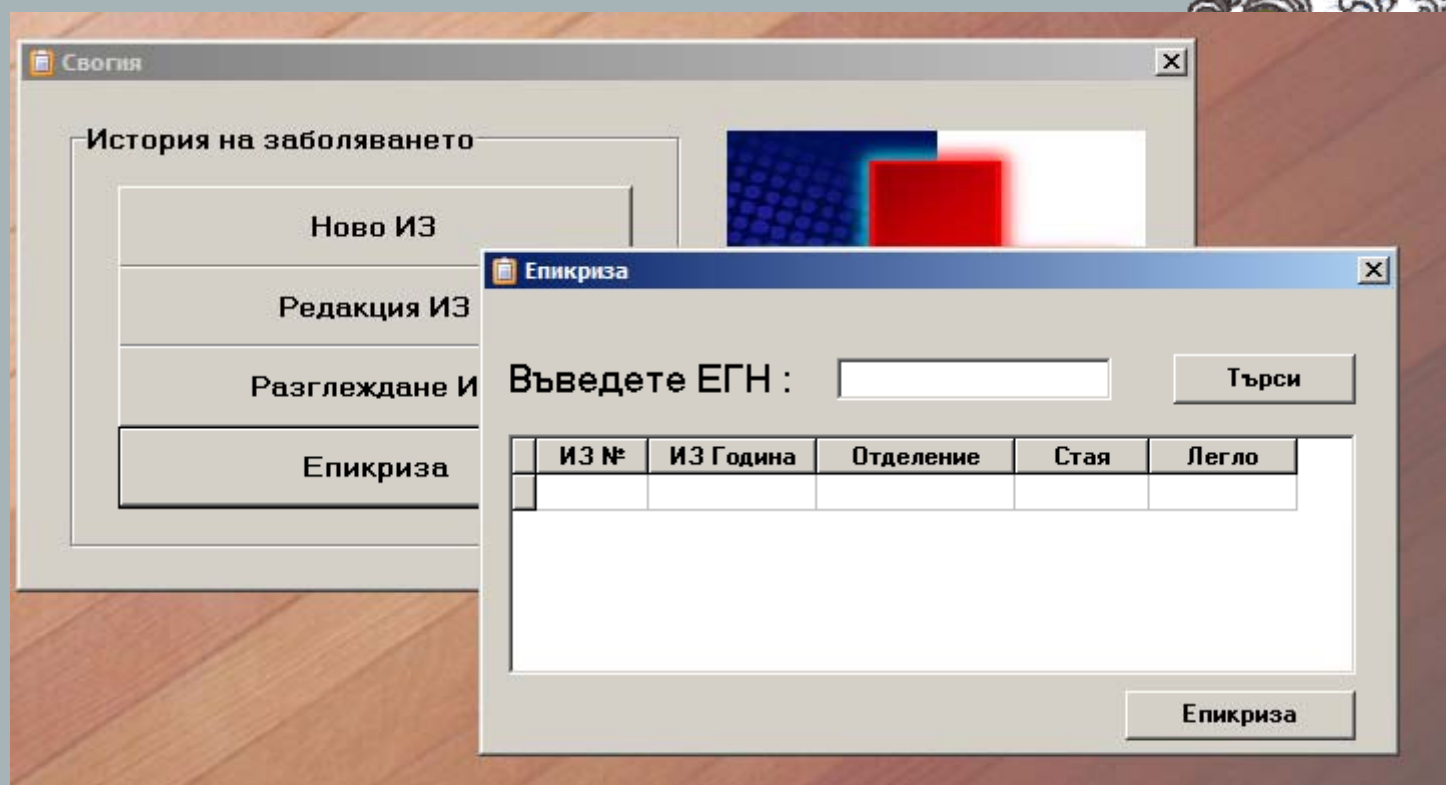 Свогия
История на заболяването
Ново ИЗ
Редакция ИЗ
Разглеждане И
Епикриза
Епикриза
Въведете ЕГН :
Търси
ИЗ № ИЗ Година Отделение Стая Легло
Епикриза